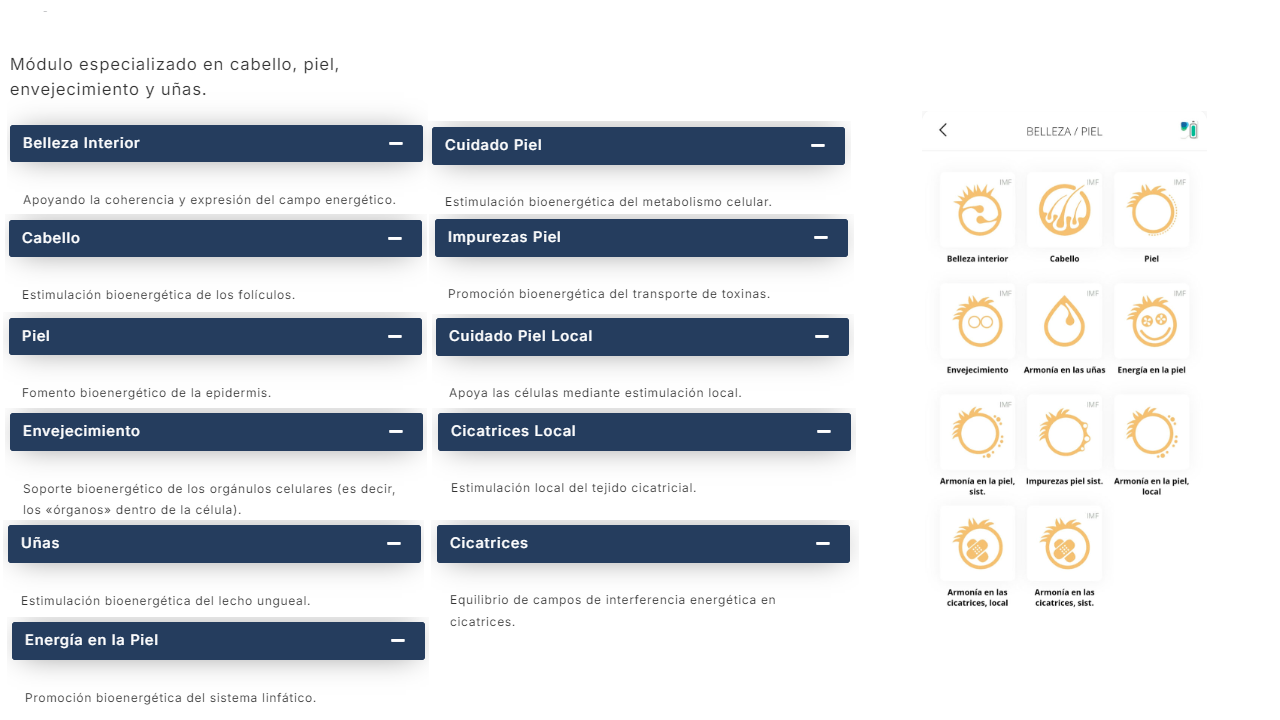 Módulo especializado en cabello, piel,
envejecimiento y uñas.
Belleza Interior
Apoyando la coherencia y expresión del campo energético.
Cabello
Estimulación bioenergética de los folículos.
Piel
Fomento bioenergético de la epidermis.
Envejecimiento
Soporte bioenergético de los orgánulos celulares (es decir,
los «órganos» dentro de la célula).
Uñas
Estimulación bioenergética del lecho ungueal.
Energía en la Piel
Promoción bioenergética del sistema linfático.
Cuidado Piel
Estimulación bioenergética del metabolismo celular.
Impurezas Piel
Promoción bioenergética del transporte de toxinas.
Cuidado Piel Local
Apoya las células mediante estimulación local.
Cicatrices Local
Estimulación local del tejido cicatricial.
Cicatrices
Equilibrio de campos de interferencia energética en
cicatrices.
BELLEZA / PIEL
IMF
Belleza interior
IMF
Cabello
IMF
Piel
IMF
Envejecimiento
IMF
Armonía en las uñas
IMF
Energía en la piel
IMF
Armonía en la piel,
sist.
IMF
Impurezas piel sist.
Armonía en la piel,
local
Armonía en las
cicatrices, local
IMF
Armonía en las
cicatrices, sist.